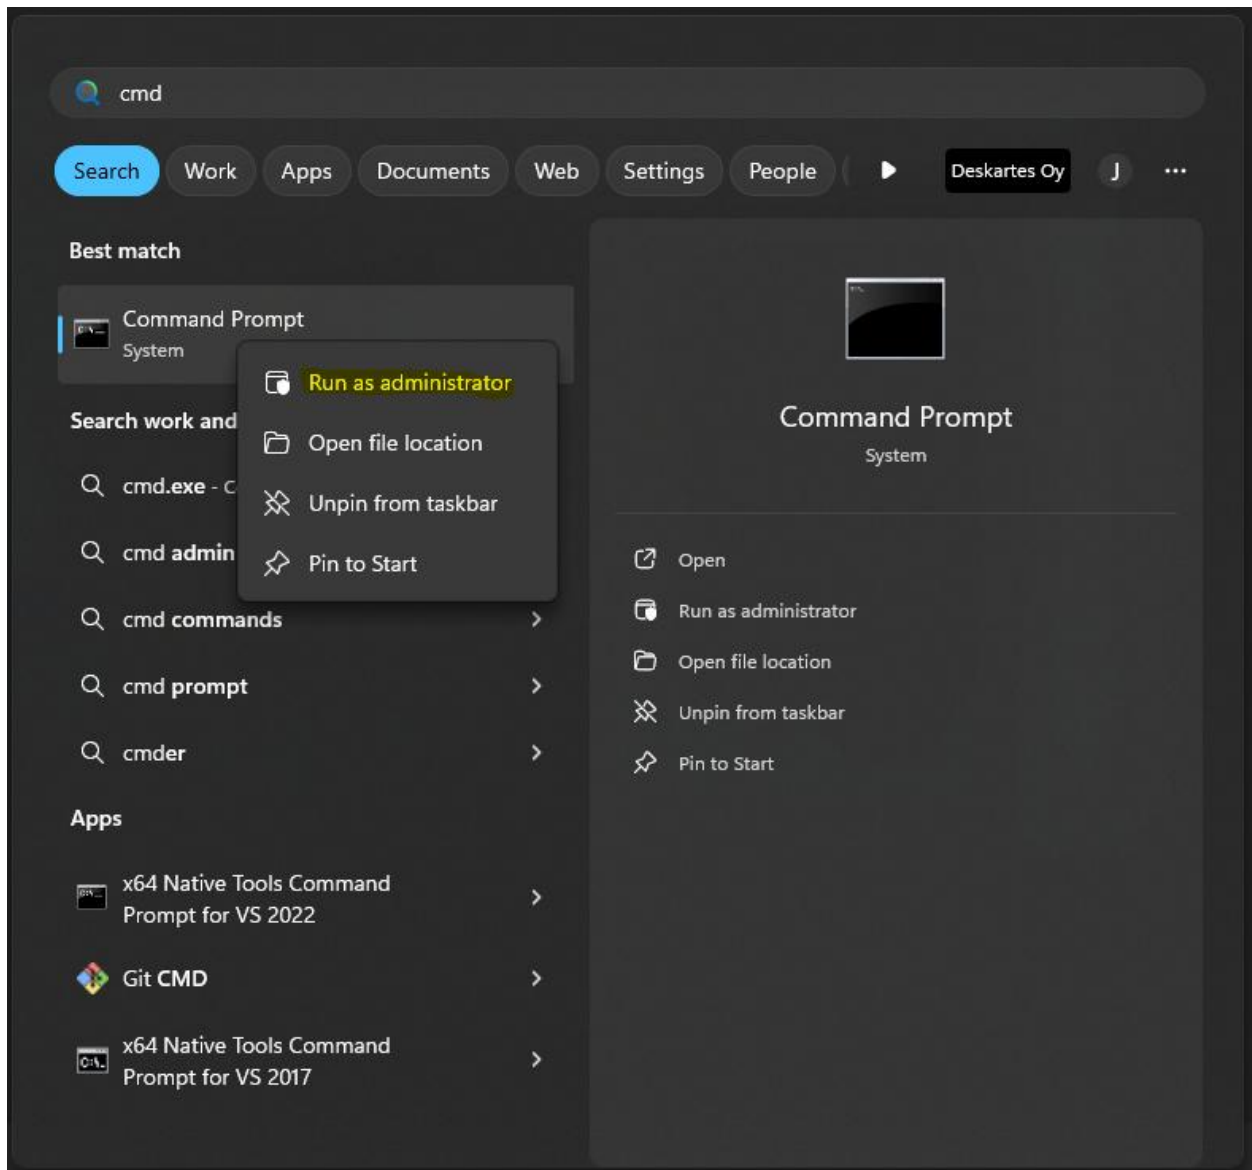 cmd
Search Work Apps Documents Web Settings People Deskartes Oy J ...
Best match
Command Prompt
System
Run as administrator
Open file location
Unpin from taskbar
Pin to Start
Search work and
cmd.exe - C
cmd admin
cmd commands
cmd prompt
cmder
Apps
x64 Native Tools Command
Prompt for VS 2022
Git CMD
x64 Native Tools Command
Prompt for VS 2017
Command Prompt
System
Open
Run as administrator
Open file location
Unpin from taskbar
Pin to Start